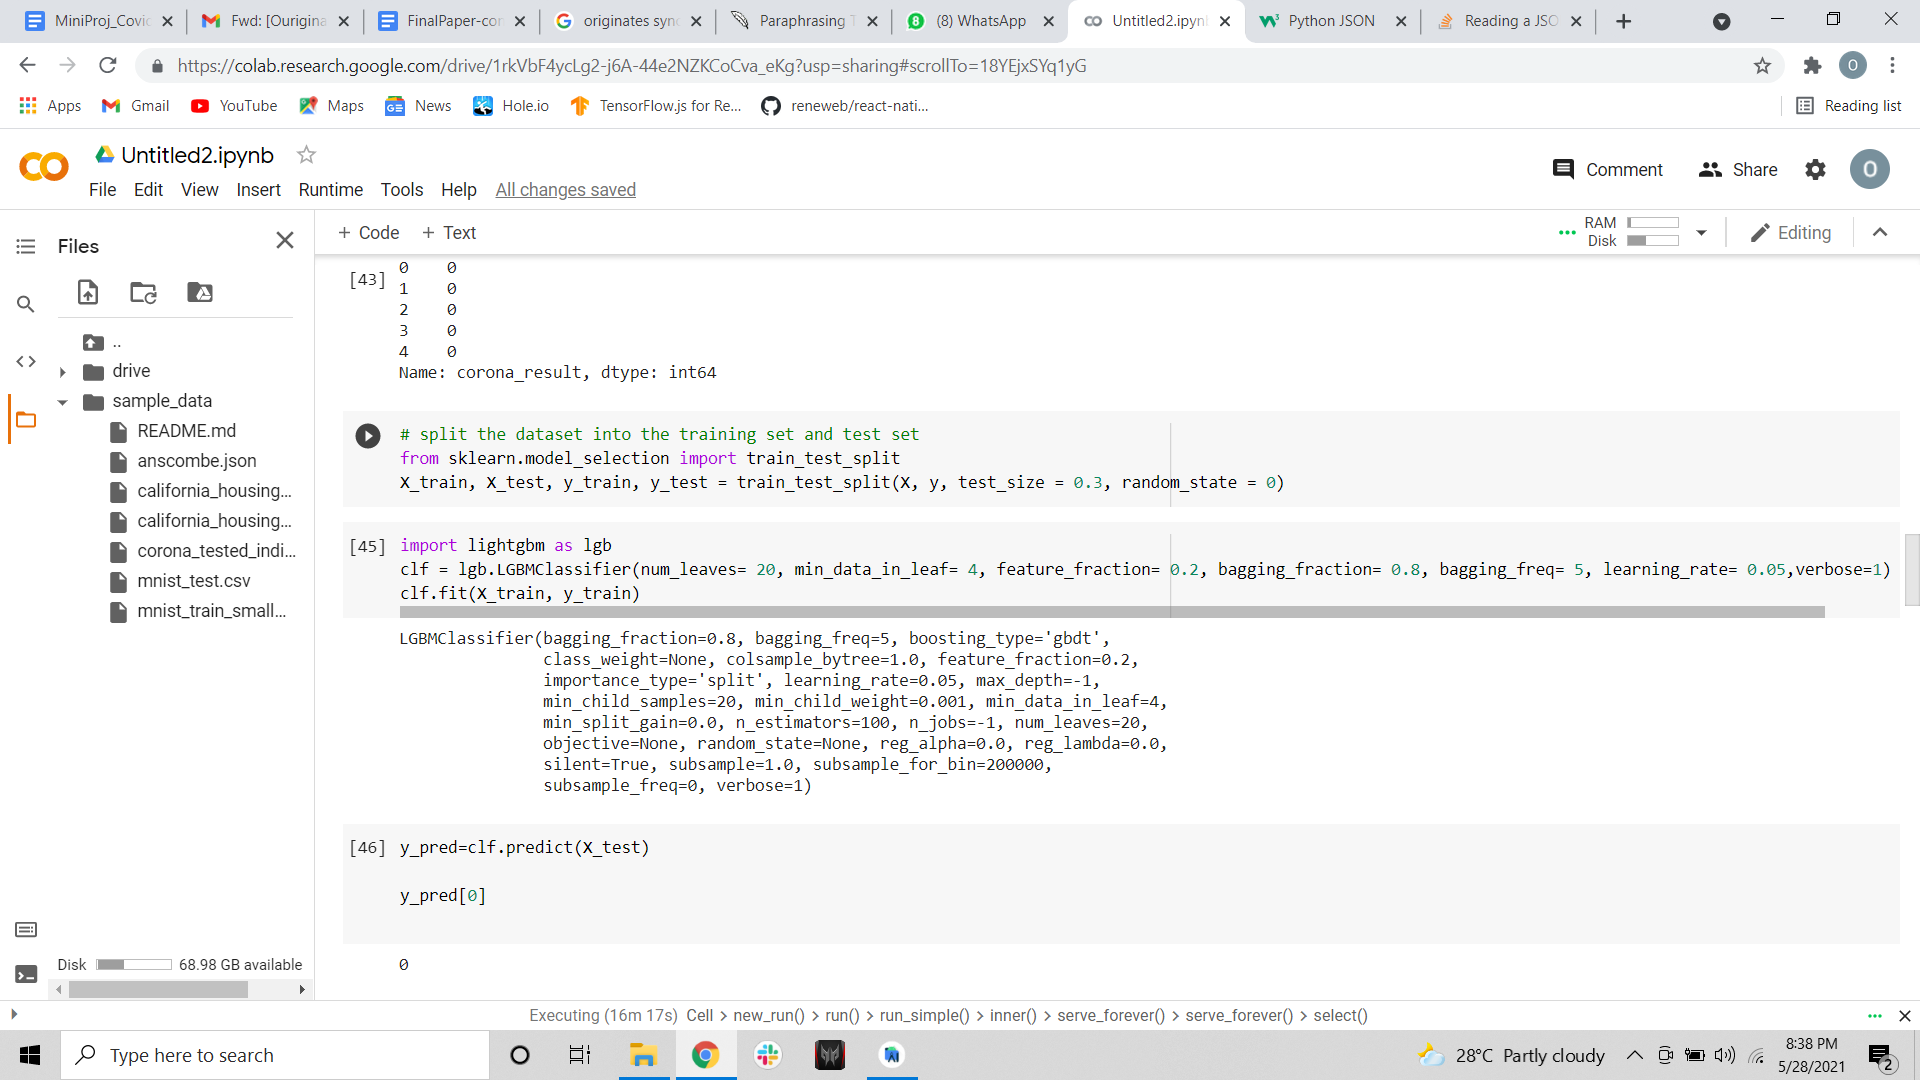 MiniProj_Covid
Fwd: [Ourigina
FinalPaper-con
originates sync
Paraphrasing T
(8) WhatsApp
Untitled2.ipyn
Python JSON
Reading a JSO
https://colab.research.google.com/drive/1rkVbF4ycLg2-j6A-44e2NZKCoCva_eKg?usp=sharing#scrollTo=18YEjxSYq1yG
O
Apps
Gmail
YouTube
Maps
News
Hole.io
TensorFlow.js for Re...
reneweb/react-nati...
Reading list
Untitled2.ipynb
File Edit View Insert Runtime Tools Help All changes saved
Comment
Share
O
Files
+ Code + Text
RAM
Disk
Editing
..
drive
sample_data
README.md
anscombe.json
california_housing...
california_housing...
corona_tested_indi...
mnist_test.csv
mnist_train_small...
Disk 68.98 GB available
[43]
0 0
1 0
2 0
3 0
4 0
Name: corona_result, dtype: int64
# split the dataset into the training set and test set
from sklearn.model_selection import train_test_split
X_train, X_test, y_train, y_test = train_test_split(X, y, test_size = 0.3, random_state = 0)
[45] import lightgbm as lgb
clf = lgb.LGBMClassifier(num_leaves= 20, min_data_in_leaf= 4, feature_fraction= 0.2, bagging_fraction= 0.8, bagging_freq= 5, learning_rate= 0.05,verbose=1)
clf.fit(X_train, y_train)
LGBMClassifier(bagging_fraction=0.8, bagging_freq=5, boosting_type='gbdt',
class_weight=None, colsample_bytree=1.0, feature_fraction=0.2,
importance_type='split', learning_rate=0.05, max_depth=-1,
min_child_samples=20, min_child_weight=0.001, min_data_in_leaf=4,
min_split_gain=0.0, n_estimators=100, n_jobs=-1, num_leaves=20,
objective=None, random_state=None, reg_alpha=0.0, reg_lambda=0.0,
silent=True, subsample=1.0, subsample_for_bin=200000,
subsample_freq=0, verbose=1)
[46] y_pred=clf.predict(X_test)
y_pred[0]
0
Executing (16m 17s) Cell > new_run() > run() > run_simple() > inner() > serve_forever() > serve_forever() > select()
Type here to search
28°C Partly cloudy
8:38 PM
5/28/2021
2